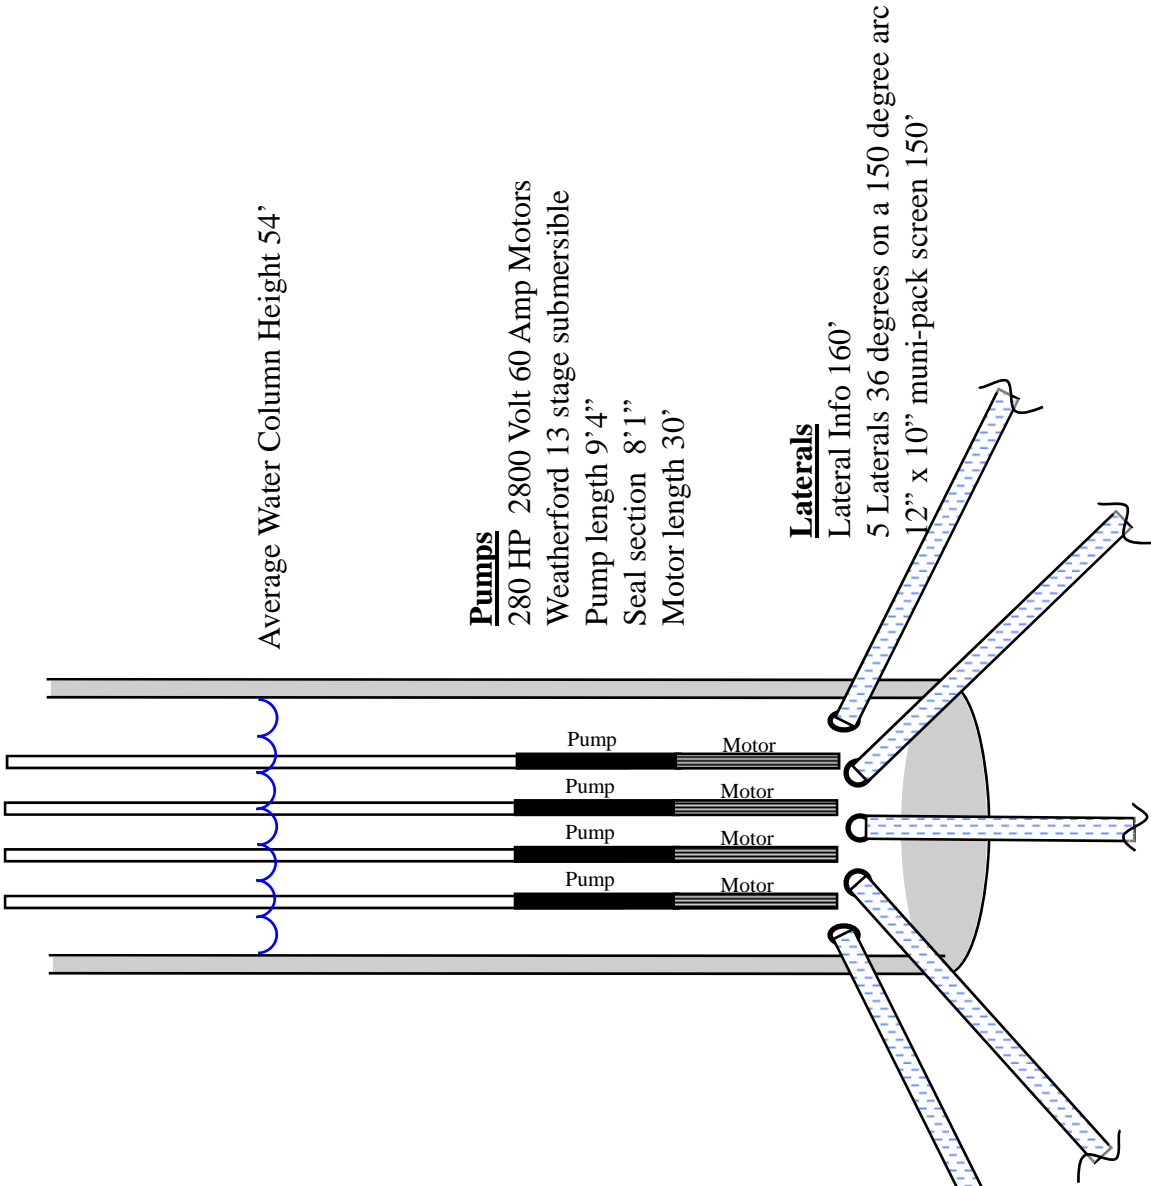 Average Water Column Height 54’
Pumps
280 HP 2800 Volt 60 Amp Motors
Weatherford 13 stage submersible
Pump length 9’4”
Seal section 8’1”
Motor length 30’
Laterals
Lateral Info 160’
5 Laterals 36 degrees on a 150 degree arc
12” x 10” muni-pack screen 150’
Pump
Motor
Pump
Motor
Pump
Motor
Pump
Motor